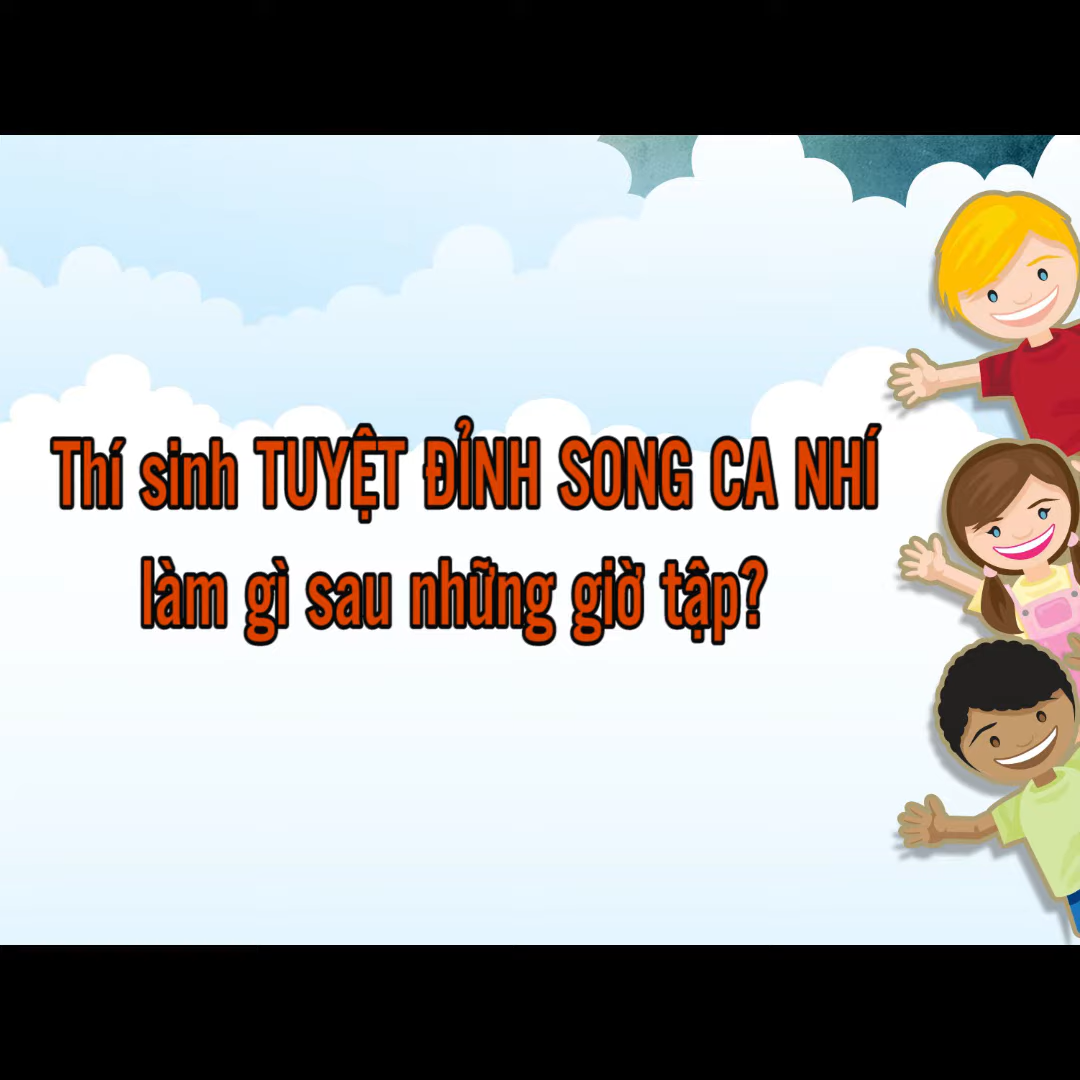 Thí sinh TUYỆT ĐỈNH SONG CA NHÍ
làm gì sau những giờ tập?